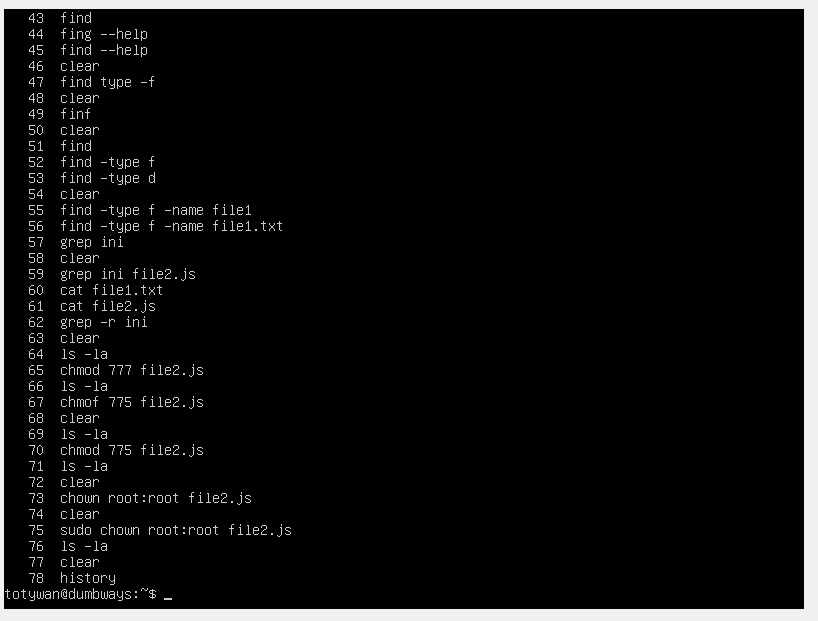 43  find
44  fing --help
45  find --help
46  clear
47  find type -f
48  clear
49  finf
50  clear
51  find
52  find -type f
53  find -type d
54  clear
55  find -type f -name file1
56  find -type f -name file1.txt
57  grep ini
58  clear
59  grep ini file2.js
60  cat file1.txt
61  cat file2.js
62  grep -r ini
63  clear
64  ls -la
65  chmod 777 file2.js
66  ls -la
67  chmof 775 file2.js
68  clear
69  ls -la
70  chmod 775 file2.js
71  ls -la
72  clear
73  chown root:root file2.js
74  clear
75  sudo chown root:root file2.js
76  ls -la
77  clear
78  history
totywan@dumbways:~$ _